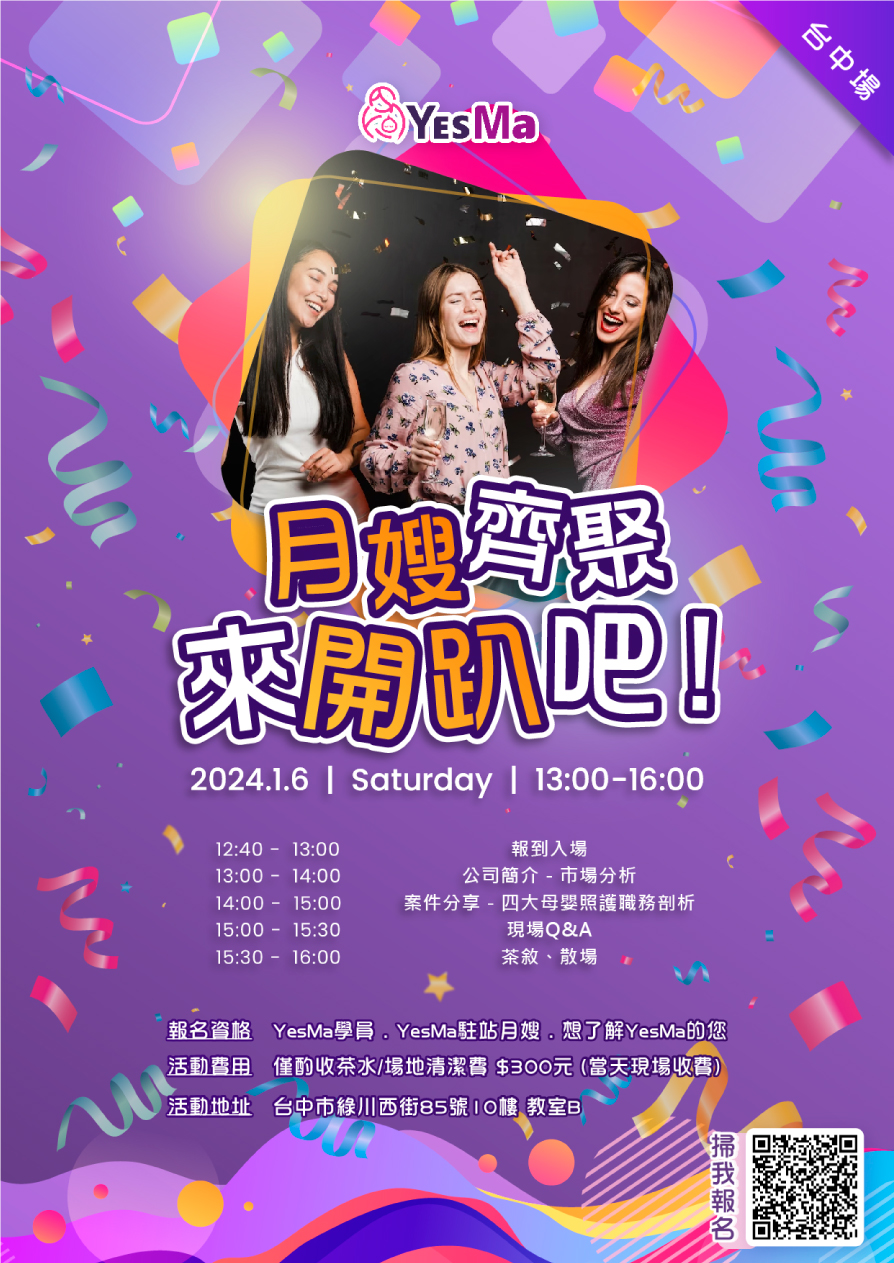 台中場
YesMa
月嫂齊聚
來開趴吧！
2024.1.6 | Saturday | 13:00-16:00
12:40 - 13:00 報到入場
13:00 - 14:00 公司簡介 - 市場分析
14:00 - 15:00 案件分享 - 四大母嬰照護職務剖析
15:00 - 15:30 現場Q&A
15:30 - 16:00 茶敘、散場
報名資格 YesMa學員．YesMa駐站月嫂．想了解YesMa的您
活動費用 僅酌收茶水/場地清潔費 $300元 (當天現場收費)
活動地址 台中市綠川西街85號10樓 教室B
掃我報名